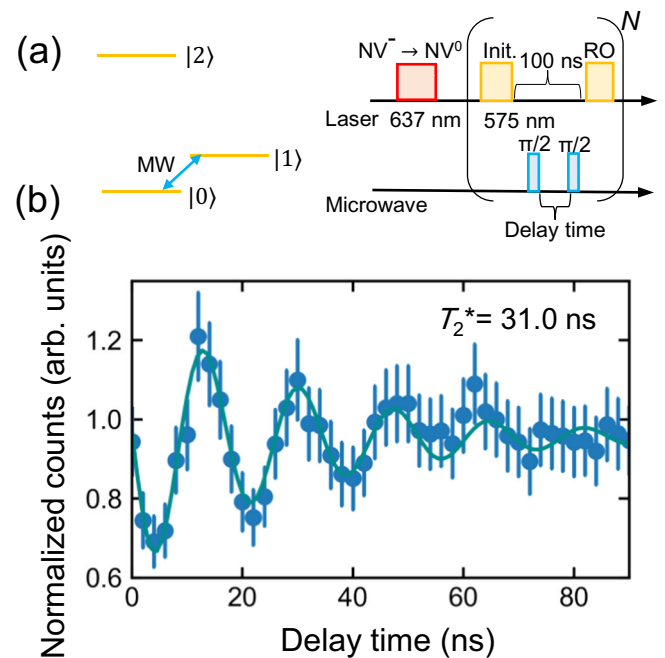 (a)
|2⟩
|1⟩
MW
|0⟩
NV⁻ → NV⁰
Init.
100 ns
RO
N
Laser
637 nm
575 nm
π/2
π/2
Microwave
Delay time
(b)
T₂*= 31.0 ns
Normalized counts (arb. units)
1.2
1.0
0.8
0.6
0
20
40
60
80
Delay time (ns)